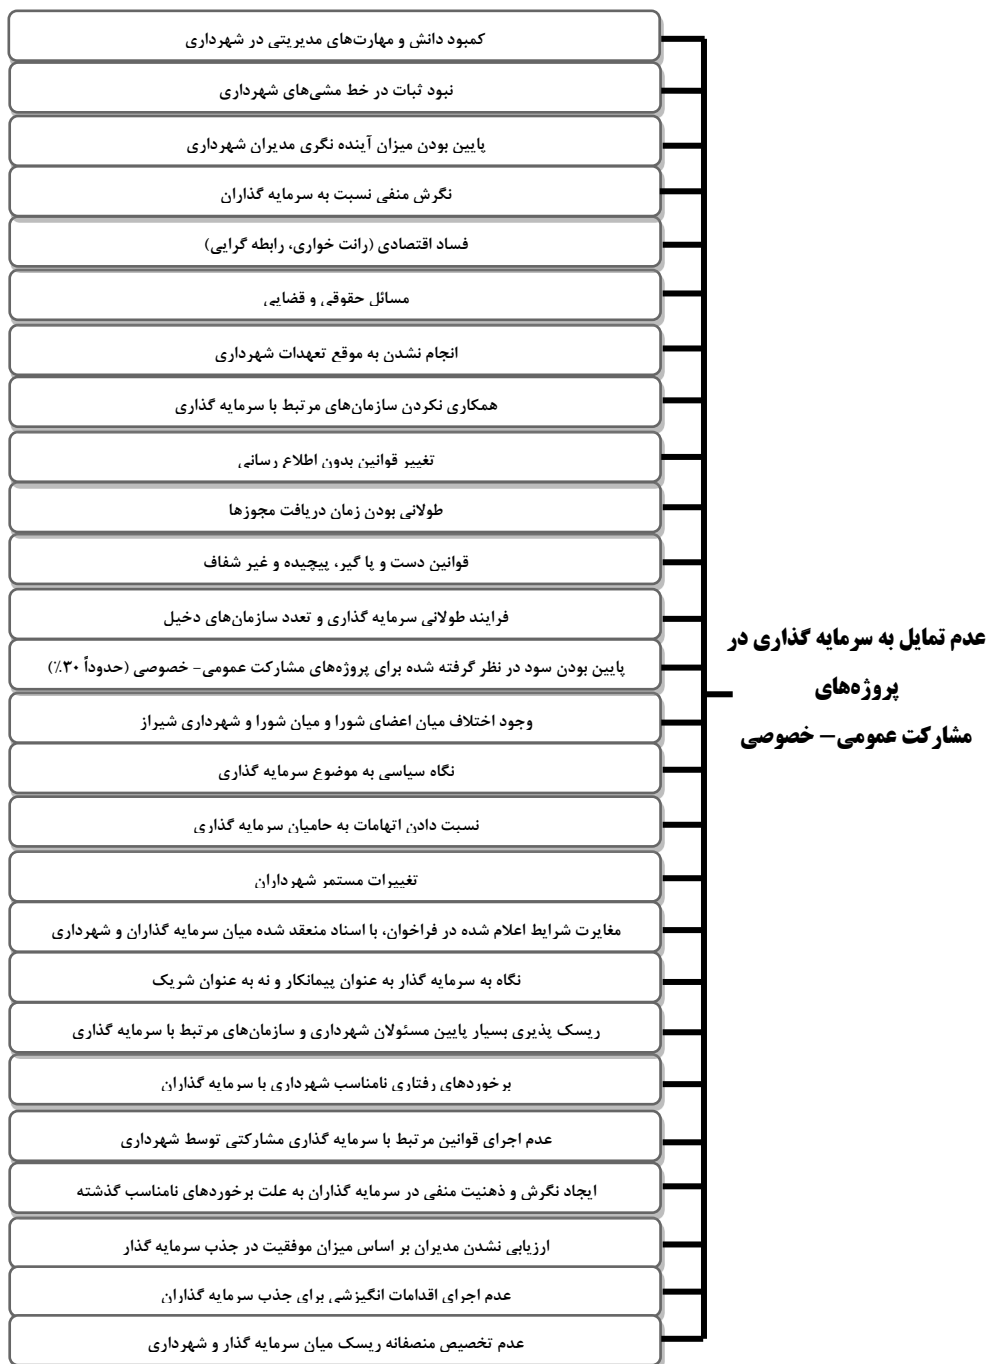 کمبود دانش و مهارت‌های مدیریتی در شهرداری
نبود ثبات در خط مشی‌های شهرداری
پایین بودن میزان آینده نگری مدیران شهرداری
نگرش منفی نسبت به سرمایه گذاران
فساد اقتصادی (رانت خواری، رابطه گرایی)
مسائل حقوقی و قضایی
انجام نشدن به موقع تعهدات شهرداری
همکاری نکردن سازمان‌های مرتبط با سرمایه گذاری
تغییر قوانین بدون اطلاع رسانی
طولانی بودن زمان دریافت مجوزها
قوانین دست و پا گیر، پیچیده و غیر شفاف
فرایند طولانی سرمایه گذاری و تعدد سازمان‌های دخیل
پایین بودن سود در نظر گرفته شده برای پروژه‌های مشارکت عمومی- خصوصی (حدوداً ۳۰٪)
وجود اختلاف میان اعضای شورا و میان شورا و شهرداری شیراز
نگاه سیاسی به موضوع سرمایه گذاری
نسبت دادن اتهامات به حامیان سرمایه گذاری
تغییرات مستمر شهرداران
مغایرت شرایط اعلام شده در فراخوان، با اسناد منعقد شده میان سرمایه گذاران و شهرداری
نگاه به سرمایه گذار به عنوان پیمانکار و نه به عنوان شریک
ریسک پذیری بسیار پایین مسئولان شهرداری و سازمان‌های مرتبط با سرمایه گذاری
برخوردهای رفتاری نامناسب شهرداری با سرمایه گذاران
عدم اجرای قوانین مرتبط با سرمایه گذاری مشارکتی توسط شهرداری
ایجاد نگرش و ذهنیت منفی در سرمایه گذاران به علت برخوردهای نامناسب گذشته
ارزیابی نشدن مدیران بر اساس میزان موفقیت در جذب سرمایه گذار
عدم اجرای اقدامات انگیزشی برای جذب سرمایه گذاران
عدم تخصیص منصفانه ریسک میان سرمایه گذار و شهرداری
عدم تمایل به سرمایه گذاری در
پروژه‌های
مشارکت عمومی- خصوصی